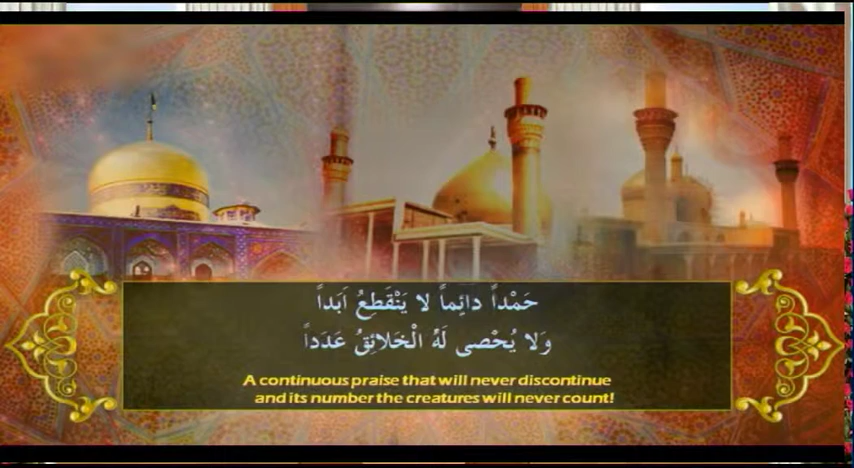 حَمْداً دائِماً لا يَنْقَطِعُ اَبَداً
وَلا يُحْصى لَهُ الْخَلائِقُ عَدَداً
A continuous praise that will never discontinue
and its number the creatures will never count!